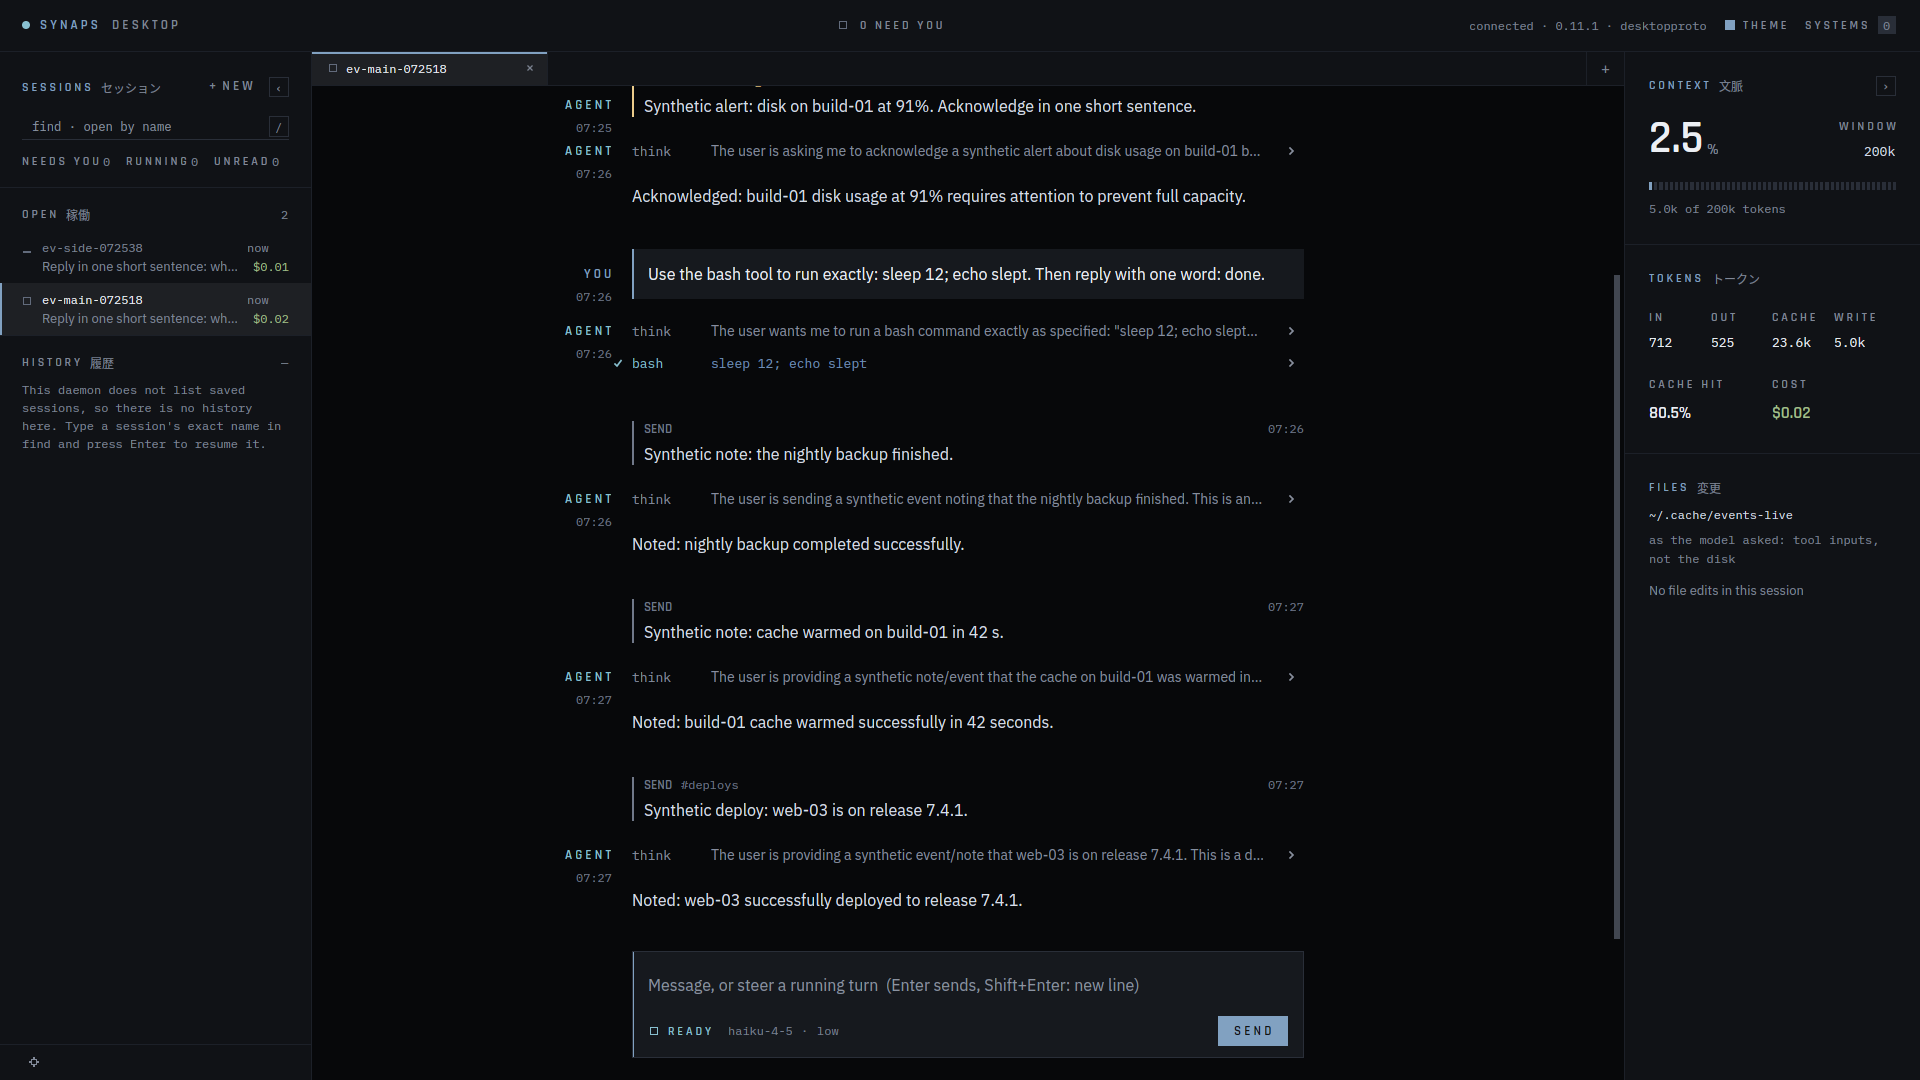 SYNAPS DESKTOP
0 NEED YOU
connected · 0.11.1 · desktopproto
THEME
SYSTEMS 0
SESSIONS セッション
+ NEW
‹
find · open by name
/
NEEDS YOU 0 RUNNING 0 UNREAD 0
OPEN 稼働 2
ev-side-072538 now
Reply in one short sentence: wh... $0.01
ev-main-072518 now
Reply in one short sentence: wh... $0.02
HISTORY 履歴 —
This daemon does not list saved
sessions, so there is no history
here. Type a session's exact name in
find and press Enter to resume it.
ev-main-072518 ×
+
AGENT
07:25
Synthetic alert: disk on build-01 at 91%. Acknowledge in one short sentence.
AGENT
07:26
think The user is asking me to acknowledge a synthetic alert about disk usage on build-01 b... ›
Acknowledged: build-01 disk usage at 91% requires attention to prevent full capacity.
YOU
07:26
Use the bash tool to run exactly: sleep 12; echo slept. Then reply with one word: done.
AGENT
07:26
think The user wants me to run a bash command exactly as specified: "sleep 12; echo slept... ›
✓ bash sleep 12; echo slept ›
SEND 07:26
Synthetic note: the nightly backup finished.
AGENT
07:26
think The user is sending a synthetic event noting that the nightly backup finished. This is an... ›
Noted: nightly backup completed successfully.
SEND 07:27
Synthetic note: cache warmed on build-01 in 42 s.
AGENT
07:27
think The user is providing a synthetic note/event that the cache on build-01 was warmed in... ›
Noted: build-01 cache warmed successfully in 42 seconds.
SEND #deploys 07:27
Synthetic deploy: web-03 is on release 7.4.1.
AGENT
07:27
think The user is providing a synthetic event/note that web-03 is on release 7.4.1. This is a d... ›
Noted: web-03 successfully deployed to release 7.4.1.
Message, or steer a running turn (Enter sends, Shift+Enter: new line)
READY haiku-4-5 · low
SEND
CONTEXT 文脈
›
2.5 %
WINDOW
200k
5.0k of 200k tokens
TOKENS トークン
IN OUT CACHE WRITE
712 525 23.6k 5.0k
CACHE HIT COST
80.5% $0.02
FILES 変更
~/.cache/events-live
as the model asked: tool inputs,
not the disk
No file edits in this session